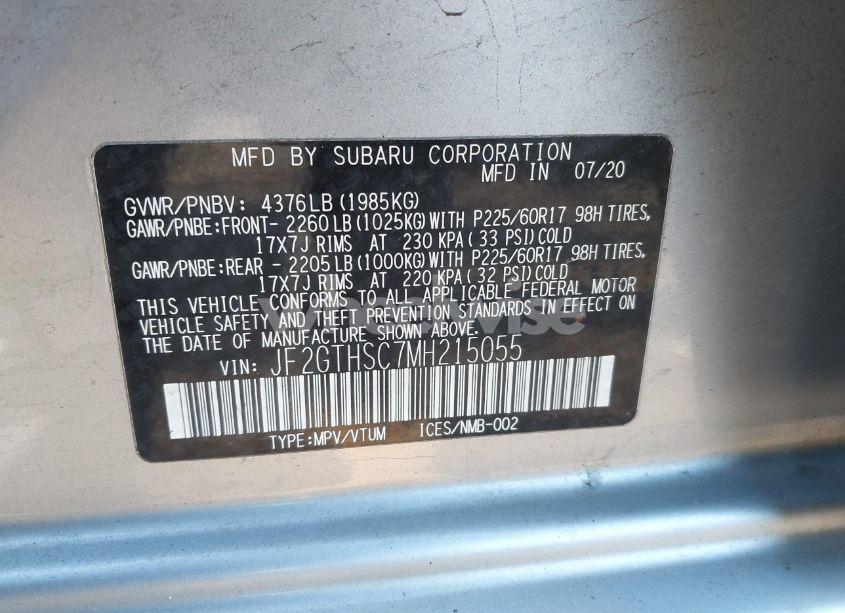 MFD BY SUBARU CORPORATION
MFD IN 07/20
GVWR/PNBV: 4376LB (1985KG)
GAWR/PNBE:FRONT- 2260 LB (1025KG) WITH P225/60R17 98H TIRES,
17X7J RIMS AT 230 KPA (33 PSI) COLD
GAWR/PNBE:REAR - 2205 LB (1000KG) WITH P225/60R17 98H TIRES,
17X7J RIMS AT 220 KPA (32 PSI) COLD
THIS VEHICLE CONFORMS TO ALL APPLICABLE FEDERAL MOTOR
VEHICLE SAFETY AND THEFT PREVENTION STANDARDS IN EFFECT ON
THE DATE OF MANUFACTURE SHOWN ABOVE.
VIN: JF2GTHSC7MH215055
TYPE:MPV/VTUM ICES/NMB-002